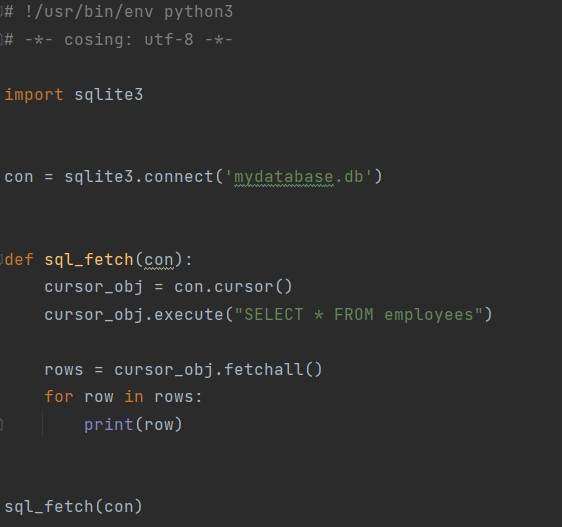 # !/usr/bin/env python3
# -*- cosing: utf-8 -*-
import sqlite3
con = sqlite3.connect('mydatabase.db')
def sql_fetch(con):
    cursor_obj = con.cursor()
    cursor_obj.execute("SELECT * FROM employees")
    rows = cursor_obj.fetchall()
    for row in rows:
        print(row)
sql_fetch(con)